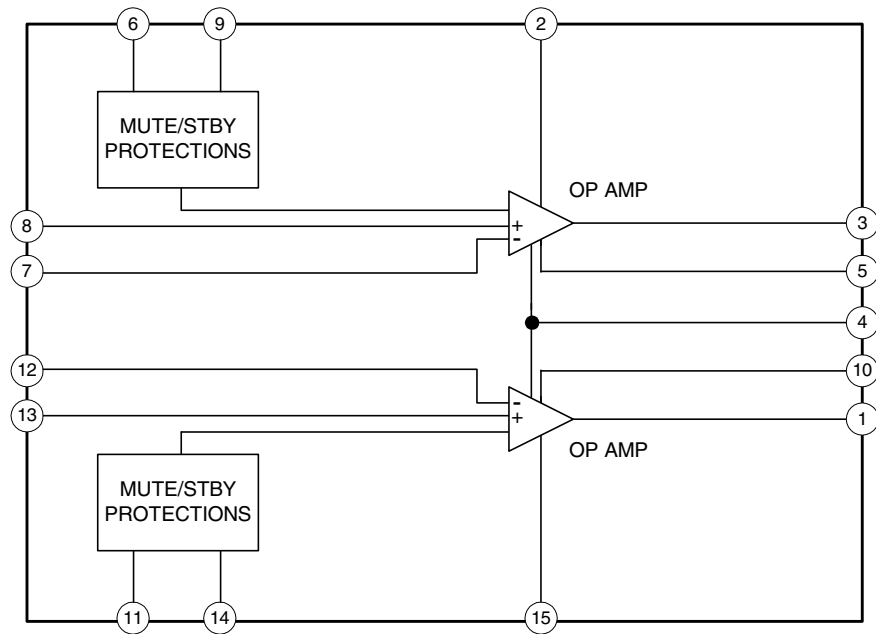 6 9 2
MUTE/STBY
PROTECTIONS
OP AMP
8 + 3
7 - 5
4
12 - 10
13 + 1
OP AMP
MUTE/STBY
PROTECTIONS
11 14 15